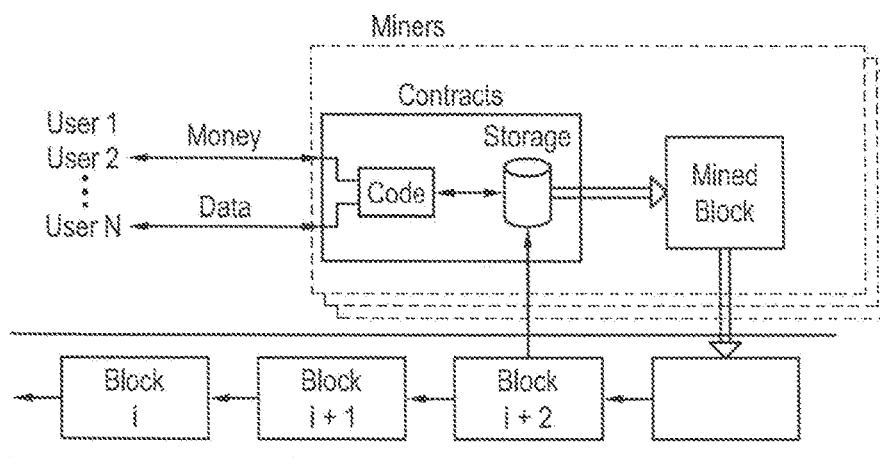 Miners
Contracts
User 1
User 2
User N
Money
Data
Storage
Code
Mined
Block
Block
i
Block
i + 1
Block
i + 2